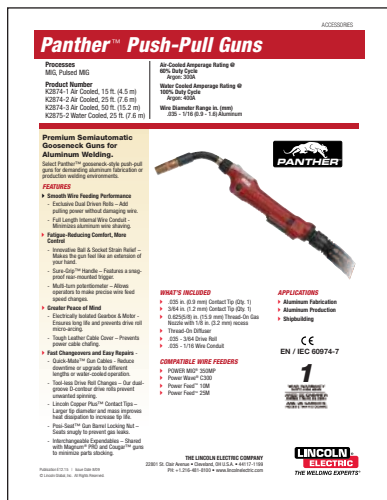 ACCESSORIES
Panther™ Push-Pull Guns
Processes
MIG, Pulsed MIG
Product Number
K2874-1 Air Cooled, 15 ft. (4.5 m)
K2874-2 Air Cooled, 25 ft. (7.6 m)
K2874-3 Air Cooled, 50 ft. (15.2 m)
K2875-2 Water Cooled, 25 ft. (7.6 m)
Air-Cooled Amperage Rating @
60% Duty Cycle
Argon: 300A
Water Cooled Amperage Rating @
100% Duty Cycle
Argon: 400A
Wire Diameter Range in. (mm)
.035 - 1/16 (0.9 - 1.6) Aluminum
Premium Semiautomatic
Gooseneck Guns for
Aluminum Welding.
Select Panther™ gooseneck-style push-pull
guns for demanding aluminum fabrication or
production welding environments.
FEATURES
Smooth Wire Feeding Performance
- Exclusive Dual Driven Rolls – Add
pulling power without damaging wire.
- Full Length Internal Wire Conduit -
Minimizes aluminum wire shaving.
Fatigue-Reducing Comfort, More
Control
- Innovative Ball & Socket Strain Relief –
Makes the gun feel like an extension of
your hand.
- Sure-Grip™ Handle – Features a snag-
proof rear-mounted trigger.
- Multi-turn potentiometer – Allows
operators to make precise wire feed
speed changes.
Greater Peace of Mind
- Electrically Isolated Gearbox & Motor -
Ensures long life and prevents drive roll
micro-arcing.
- Tough Leather Cable Cover – Prevents
power cable chafing.
Fast Changeovers and Easy Repairs -
- Quick-Mate™ Gun Cables - Reduce
downtime or upgrade to different
lengths or water-cooled operation.
- Tool-less Drive Roll Changes – Our dual-
groove D-contour drive rolls prevent
unwanted spinning.
- Lincoln Copper Plus™ Contact Tips –
Larger tip diameter and mass improves
heat dissipation to increase tip life.
- Posi-Seat™ Gun Barrel Locking Nut –
Seats snugly to prevent gas leaks.
- Interchangeable Expendables – Shared
with Magnum® PRO and Cougar™ guns
to minimize parts stocking.
PANTHER
WHAT'S INCLUDED
.035 in. (0.9 mm) Contact Tip (Qty. 1)
3/64 in. (1.2 mm) Contact Tip (Qty. 1)
0.625(5/8) in. (15.9 mm) Thread-On Gas
Nozzle with 1/8 in. (3.2 mm) recess
Thread-On Diffuser
.035 - 3/64 Drive Roll
.035 - 1/16 Wire Conduit
COMPATIBLE WIRE FEEDERS
POWER MIG® 350MP
Power Wave® C300
Power Feed™ 10M
Power Feed™ 25M
APPLICATIONS
Aluminum Fabrication
Aluminum Production
Shipbuilding
CE
EN / IEC 60974-7
1
THE LINCOLN ELECTRIC COMPANY
22801 St. Clair Avenue • Cleveland, OH U.S.A. • 44117-1199
PH: +1.216-481-8100 • www.lincolnelectric.com
LINCOLN
ELECTRIC
THE WELDING EXPERTS®
© Lincoln Global, Inc. All Rights Reserved.